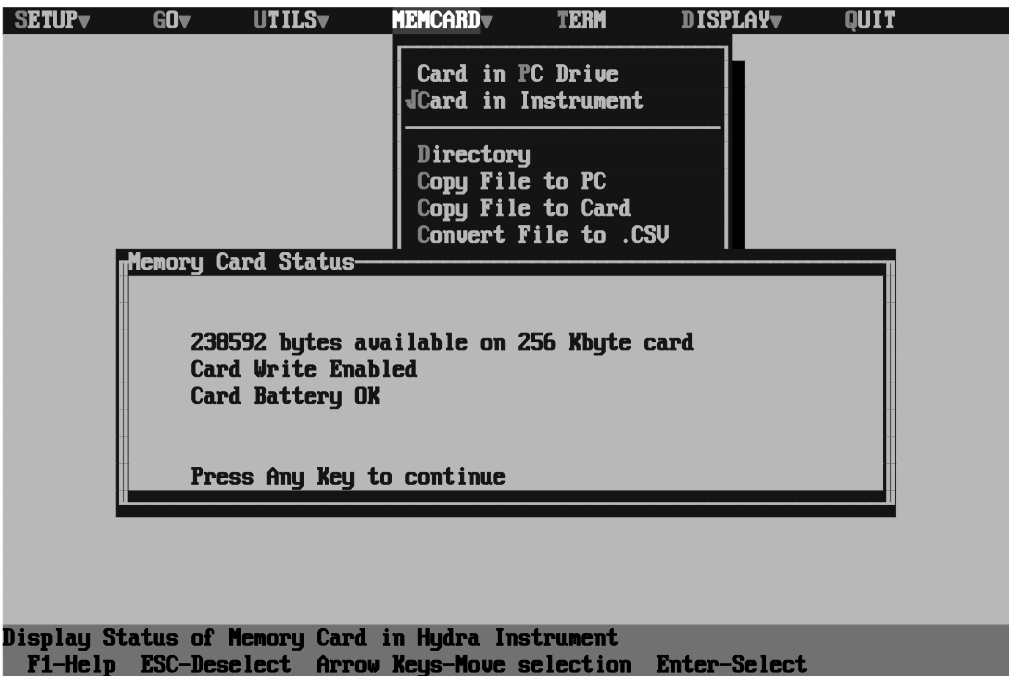 SETUP▼ GO▼ UTILS▼ MEMCARD▼ TERM DISPLAY▼ QUIT
Card in PC Drive
√Card in Instrument
Directory
Copy File to PC
Copy File to Card
Convert File to .CSV
Memory Card Status
238592 bytes available on 256 Kbyte card
Card Write Enabled
Card Battery OK
Press Any Key to continue
Display Status of Memory Card in Hydra Instrument
F1-Help ESC-Deselect Arrow Keys-Move selection Enter-Select